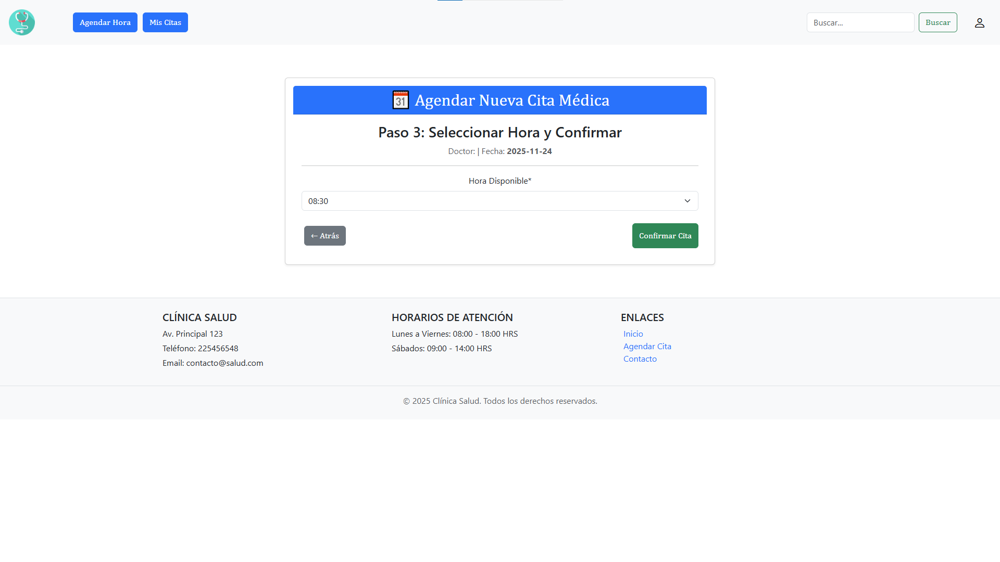 Agendar Hora
Mis Citas
Buscar...
Buscar
31 Agendar Nueva Cita Médica
Paso 3: Seleccionar Hora y Confirmar
Doctor: | Fecha: 2025-11-24
Hora Disponible*
08:30
← Atrás
Confirmar Cita
CLÍNICA SALUD
Av. Principal 123
Teléfono: 225456548
Email: contacto@salud.com
HORARIOS DE ATENCIÓN
Lunes a Viernes: 08:00 - 18:00 HRS
Sábados: 09:00 - 14:00 HRS
ENLACES
Inicio
Agendar Cita
Contacto
© 2025 Clínica Salud. Todos los derechos reservados.